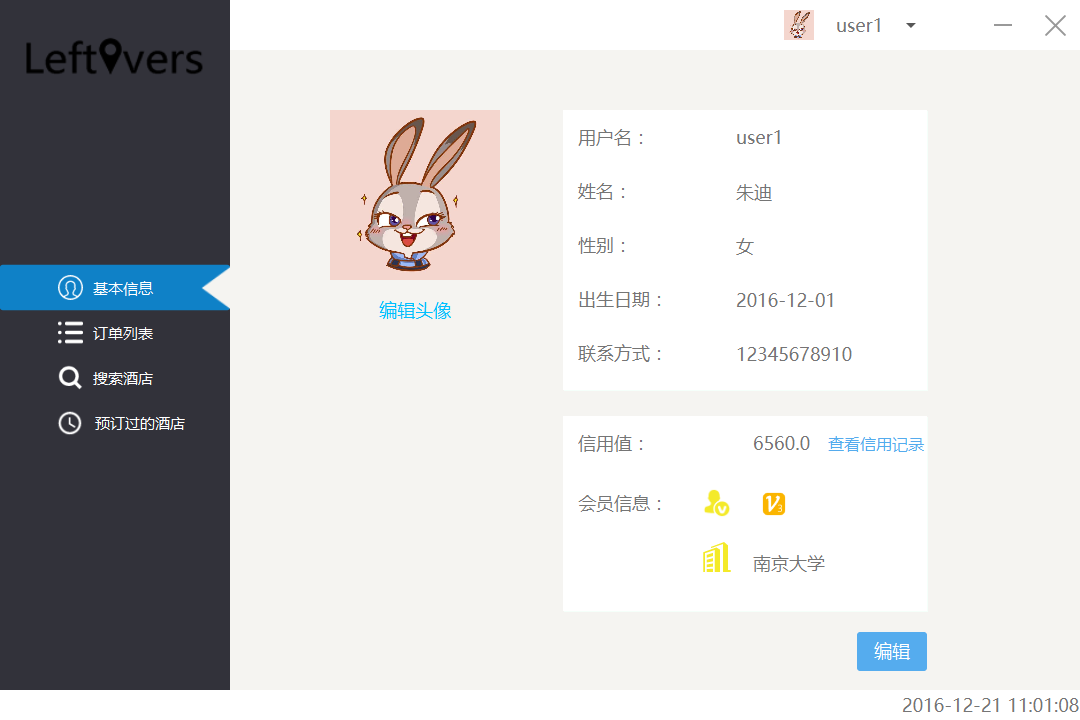 LeftOvers
user1
基本信息
订单列表
搜索酒店
预订过的酒店
编辑头像
用户名： user1
姓名： 朱迪
性别： 女
出生日期： 2016-12-01
联系方式： 12345678910
信用值： 6560.0 查看信用记录
会员信息： V V3
南京大学
编辑
2016-12-21 11:01:08